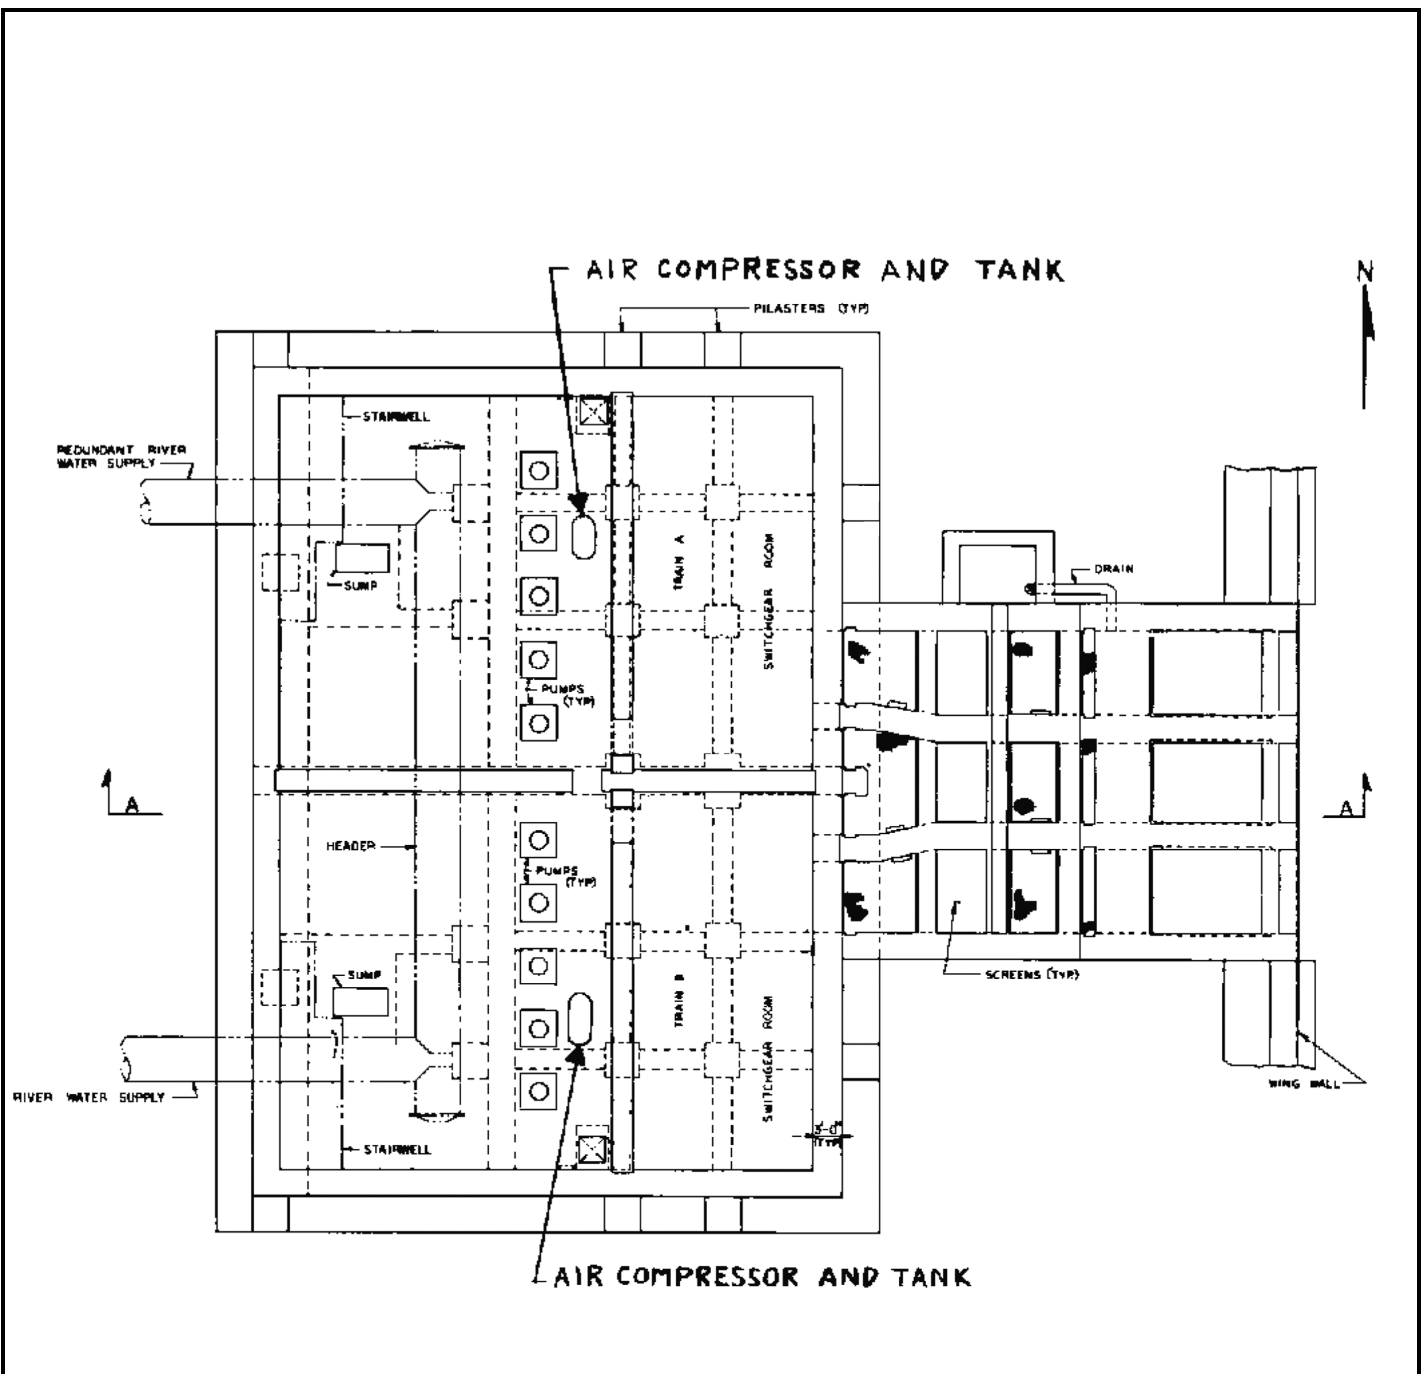 AIR COMPRESSOR AND TANK
N
PILASTERS (TYP)
STAIRWELL
REDUNDANT RIVER
WATER SUPPLY
TRAIN A
SWITCHGEAR ROOM
DRAIN
SUMP
PUMPS
(TYP)
A
A
HEADER
PUMPS
(TYP)
SUMP
SCREENS (TYP)
TRAIN B
SWITCHGEAR ROOM
WING WALL
RIVER WATER SUPPLY
3'-0"
(TYP)
STAIRWELL
AIR COMPRESSOR AND TANK